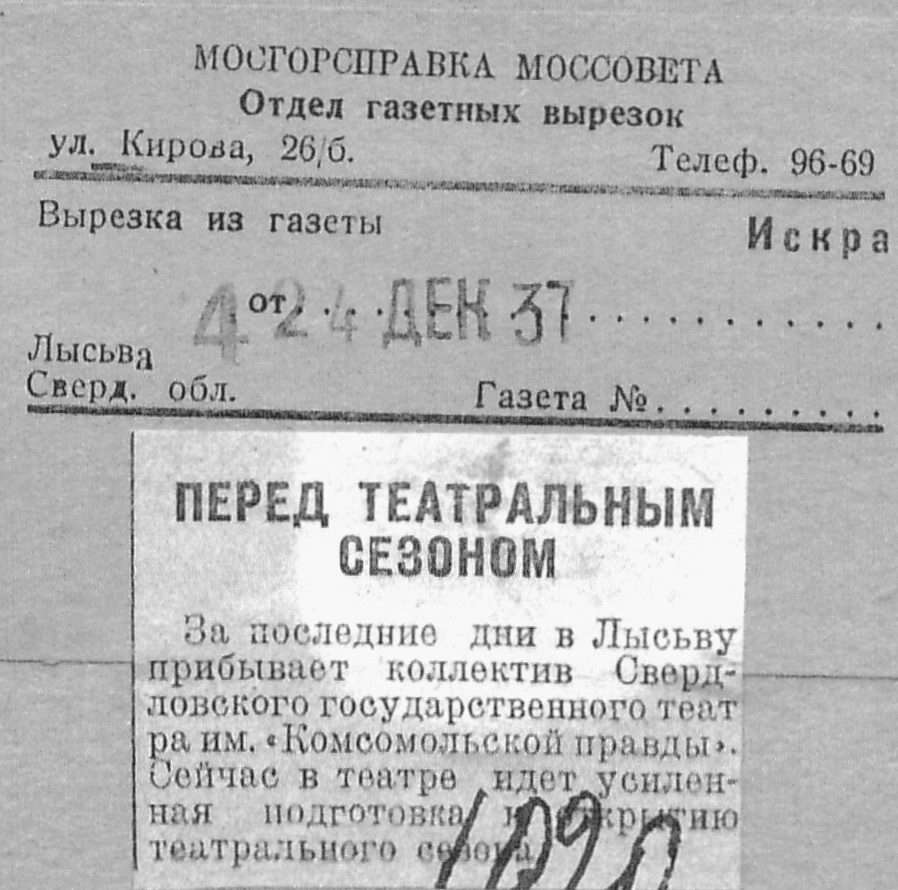 МОСГОРСПРАВКА МОССОВЕТА
Отдел газетных вырезок
ул. Кирова, 26/б. Телеф. 96-69
Вырезка из газеты Искра
4 от 24 ДЕК 37
Лысьва
Сверд. обл. Газета №
ПЕРЕД ТЕАТРАЛЬНЫМ
СЕЗОНОМ
За последние дни в Лысьву
прибывает коллектив Сверд-
ловского государственного теат
ра им. «Комсомольской правды».
Сейчас в театре идет усилен-
ная подготовка к открытию
театрального сезона.